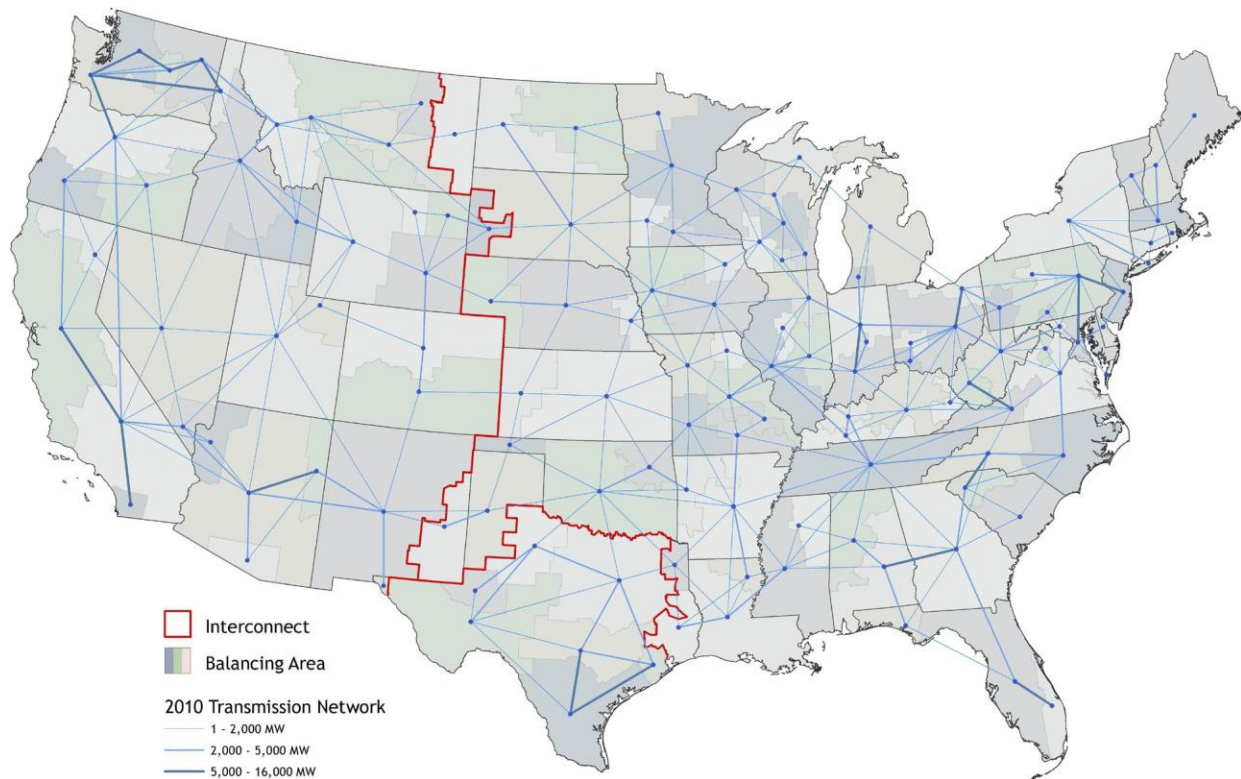 Interconnect
Balancing Area
2010 Transmission Network
1 - 2,000 MW
2,000 - 5,000 MW
5,000 - 16,000 MW